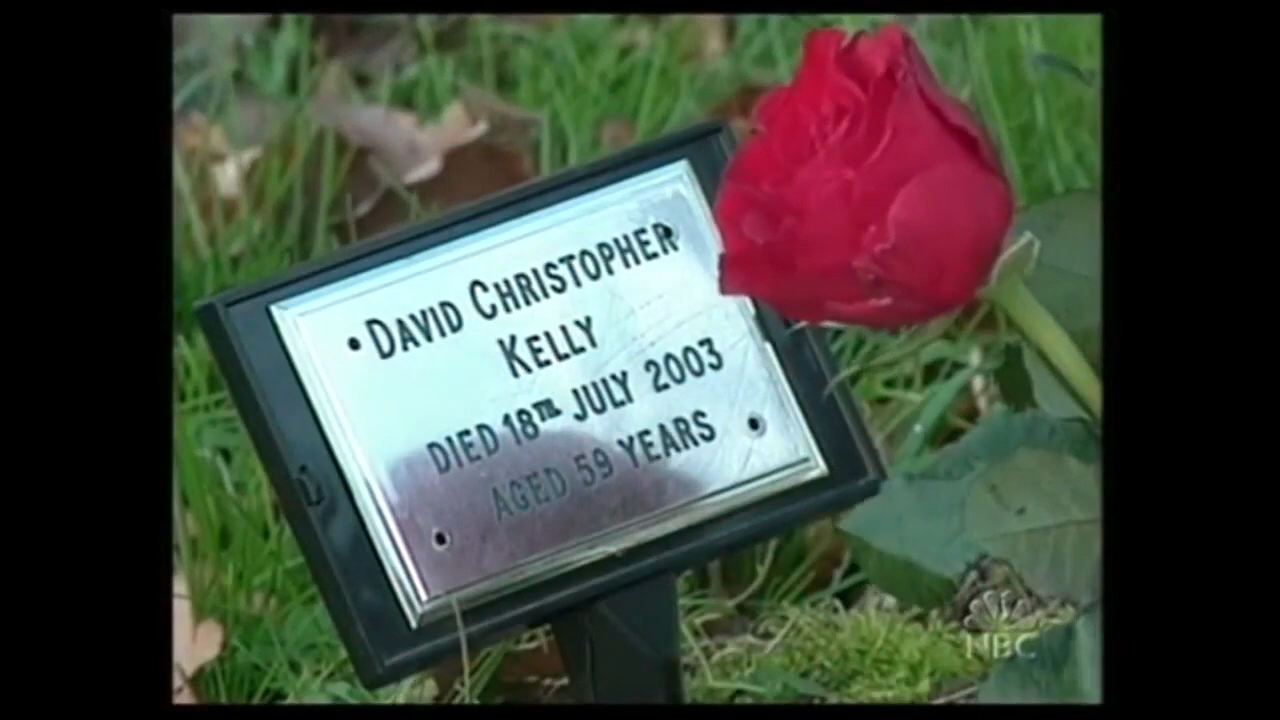 DAVID CHRISTOPHER
KELLY
DIED 18TH JULY 2003
AGED 59 YEARS
NBC